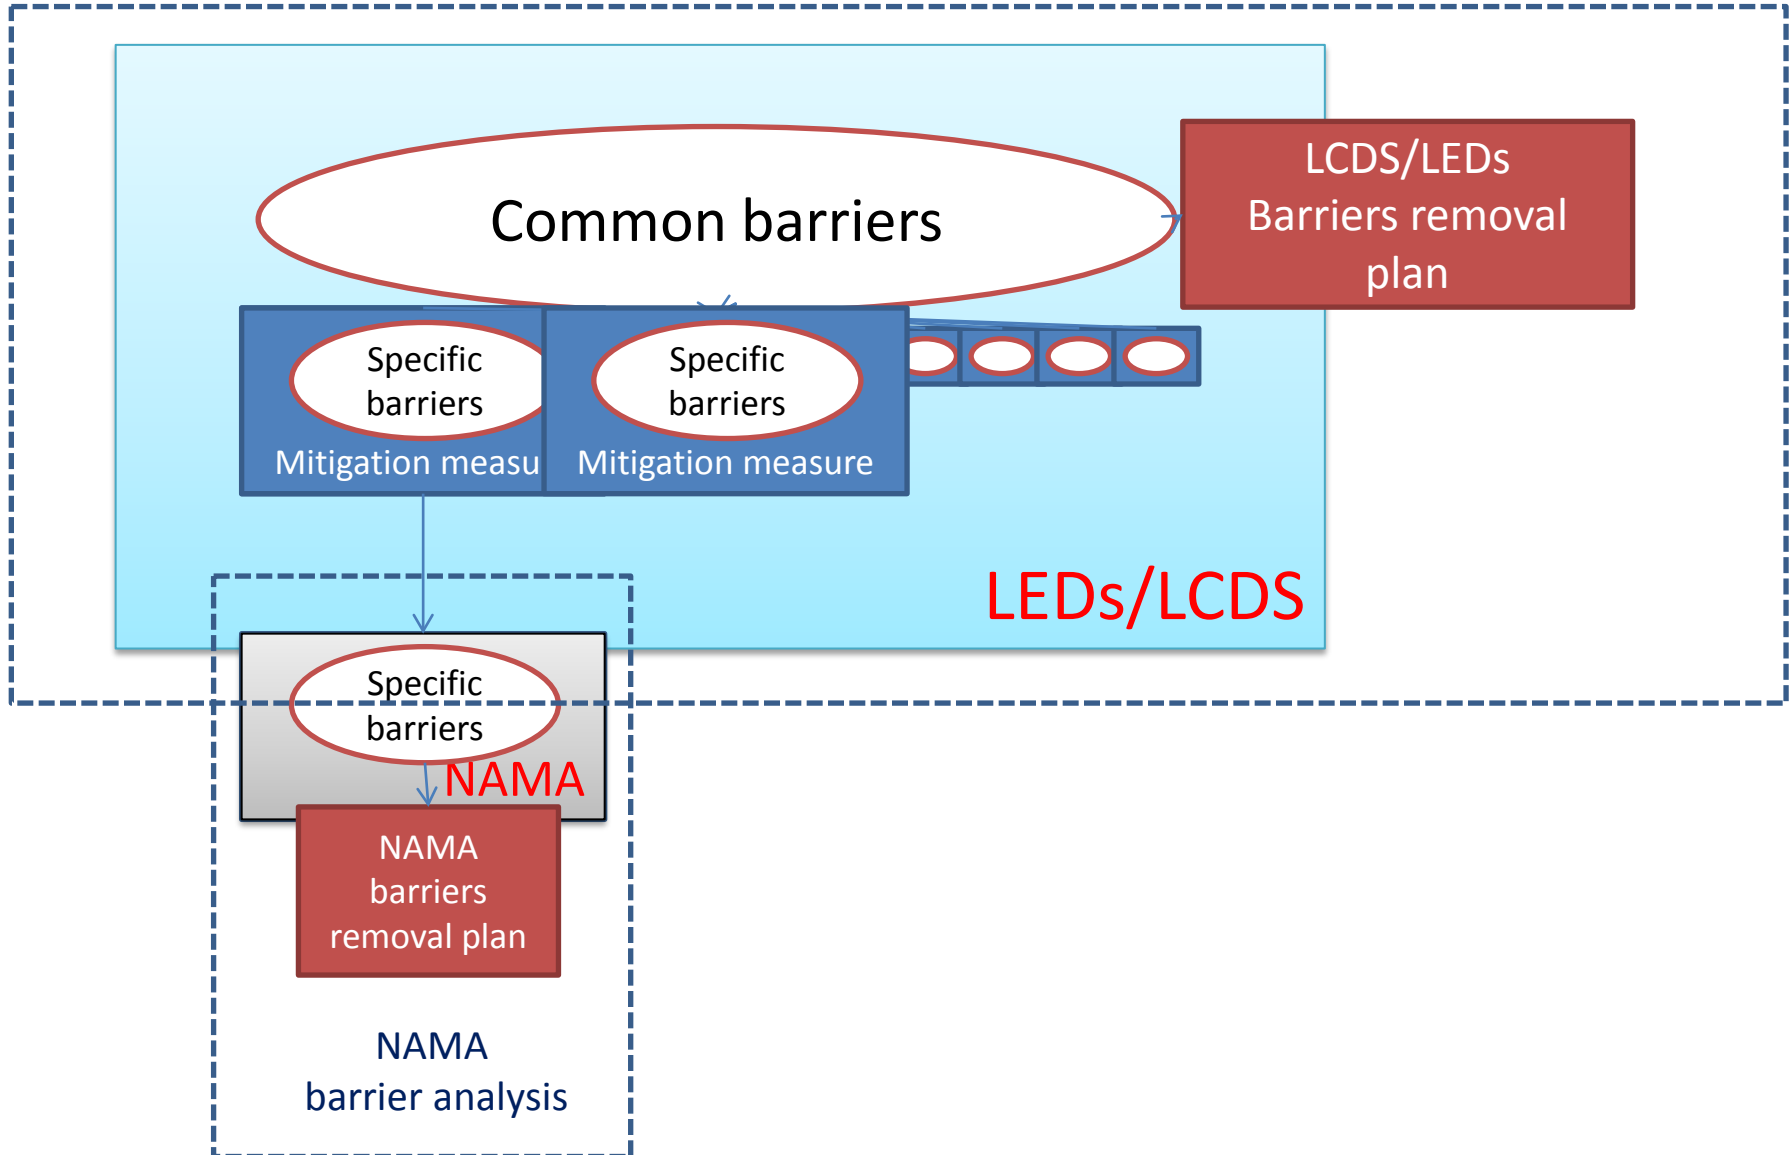 Common barriers
LCDS/LEDs
Barriers removal
plan
Specific
barriers
Mitigation measu
Specific
barriers
Mitigation measure
LEDs/LCDS
Specific
barriers
NAMA
NAMA
barriers
removal plan
NAMA
barrier analysis